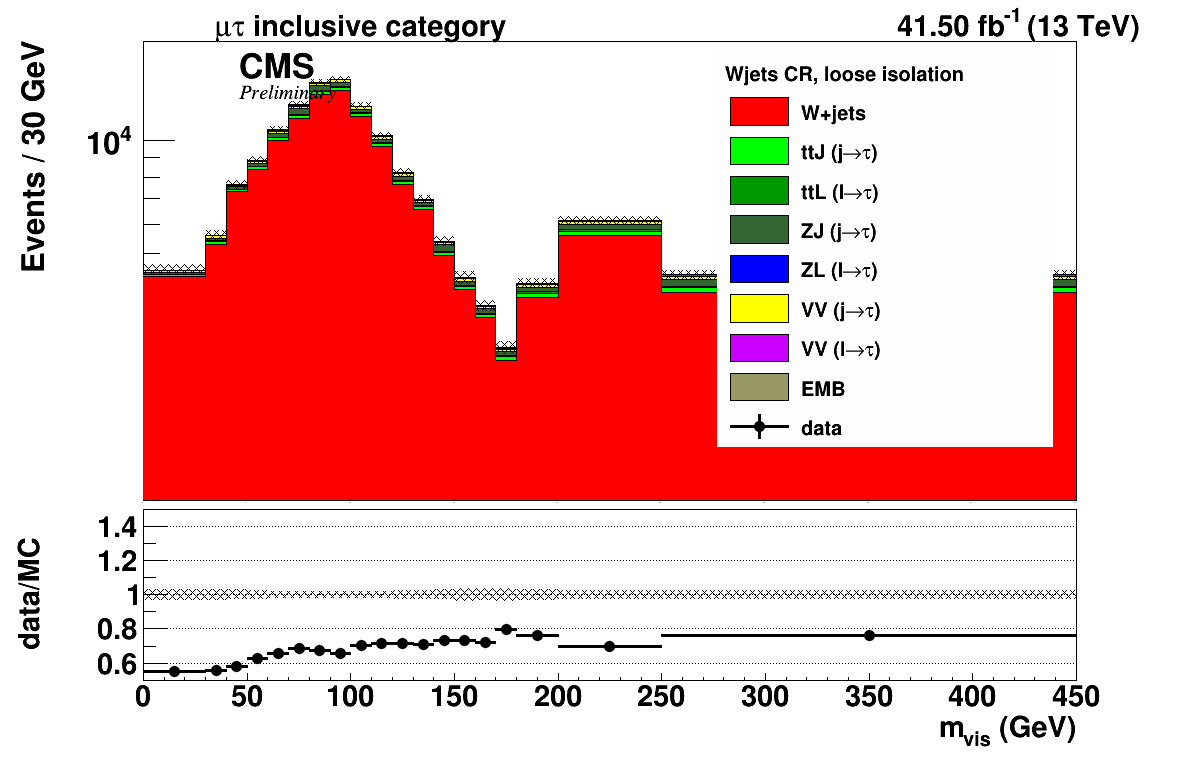 μτ inclusive category
41.50 fb-1 (13 TeV)
CMS
Preliminary
Events / 30 GeV
10^4
Wjets CR, loose isolation
W+jets
ttJ (j→τ)
ttL (l→τ)
ZJ (j→τ)
ZL (l→τ)
VV (j→τ)
VV (l→τ)
EMB
data
data/MC
1.4
1.2
1
0.8
0.6
0 50 100 150 200 250 300 350 400 450
m_vis (GeV)